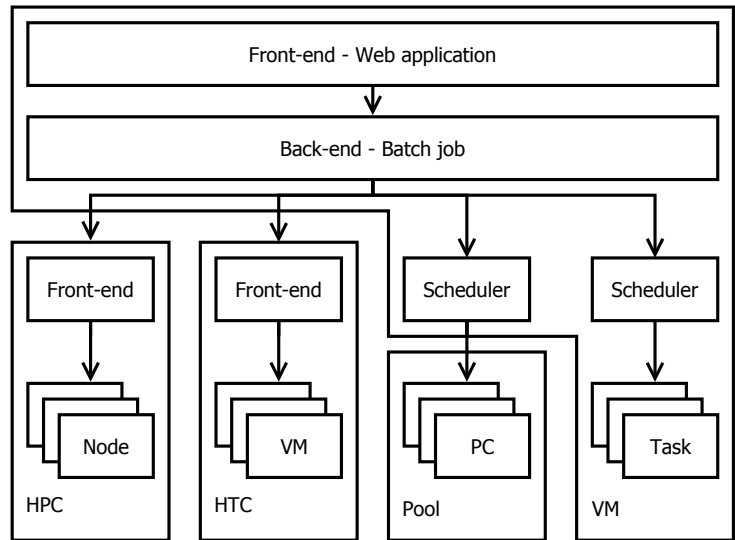 Front-end - Web application
Back-end - Batch job
Front-end
Front-end
Scheduler
Scheduler
Node
VM
PC
Task
HPC
HTC
Pool
VM